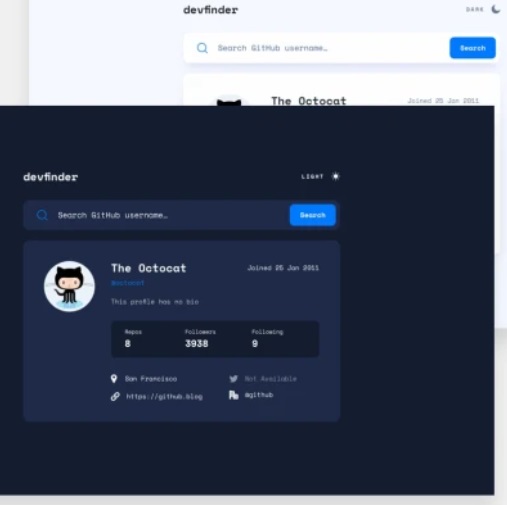 devfinder
DARK
Search GitHub username…
Search
The Octocat
Joined 25 Jan 2011
devfinder
LIGHT
Search GitHub username…
Search
The Octocat
Joined 25 Jan 2011
@octocat
This profile has no bio
Repos Followers Following
8 3938 9
San Francisco
Not Available
https://github.blog
@github